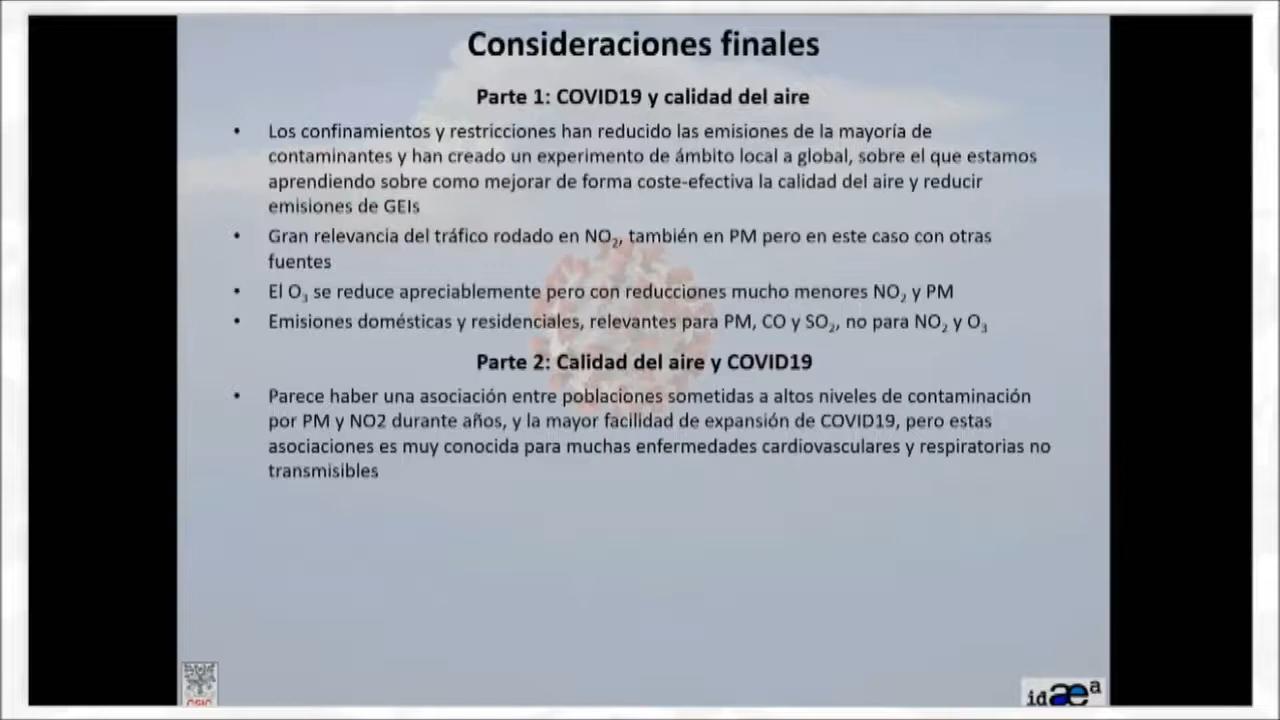 Consideraciones finales
Parte 1: COVID19 y calidad del aire
• Los confinamientos y restricciones han reducido las emisiones de la mayoría de
contaminantes y han creado un experimento de ámbito local a global, sobre el que estamos
aprendiendo sobre como mejorar de forma coste-efectiva la calidad del aire y reducir
emisiones de GEIs
• Gran relevancia del tráfico rodado en NO₂, también en PM pero en este caso con otras
fuentes
• El O₃ se reduce apreciablemente pero con reducciones mucho menores NO₂ y PM
• Emisiones domésticas y residenciales, relevantes para PM, CO y SO₂, no para NO₂ y O₃
Parte 2: Calidad del aire y COVID19
• Parece haber una asociación entre poblaciones sometidas a altos niveles de contaminación
por PM y NO2 durante años, y la mayor facilidad de expansión de COVID19, pero estas
asociaciones es muy conocida para muchas enfermedades cardiovasculares y respiratorias no
transmisibles
CSIC
idæa